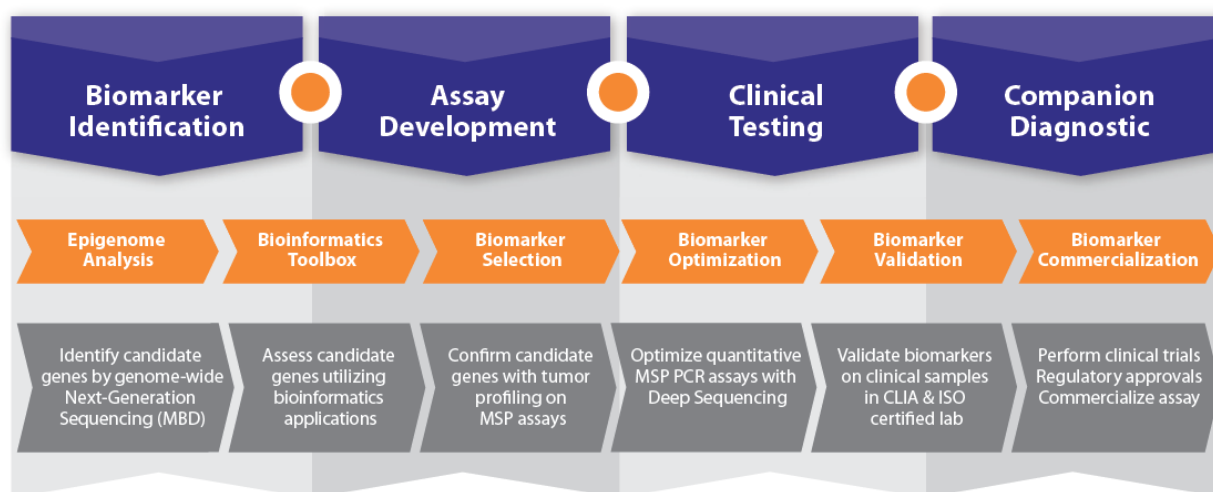 Biomarker
Identification
Assay
Development
Clinical
Testing
Companion
Diagnostic
Epigenome
Analysis
Bioinformatics
Toolbox
Biomarker
Selection
Biomarker
Optimization
Biomarker
Validation
Biomarker
Commercialization
Identify candidate
genes by genome-wide
Next-Generation
Sequencing (MBD)
Assess candidate
genes utilizing
bioinformatics
applications
Confirm candidate
genes with tumor
profiling on
MSP assays
Optimize quantitative
MSP PCR assays with
Deep Sequencing
Validate biomarkers
on clinical samples
in CLIA & ISO
certified lab
Perform clinical trials
Regulatory approvals
Commercialize assay